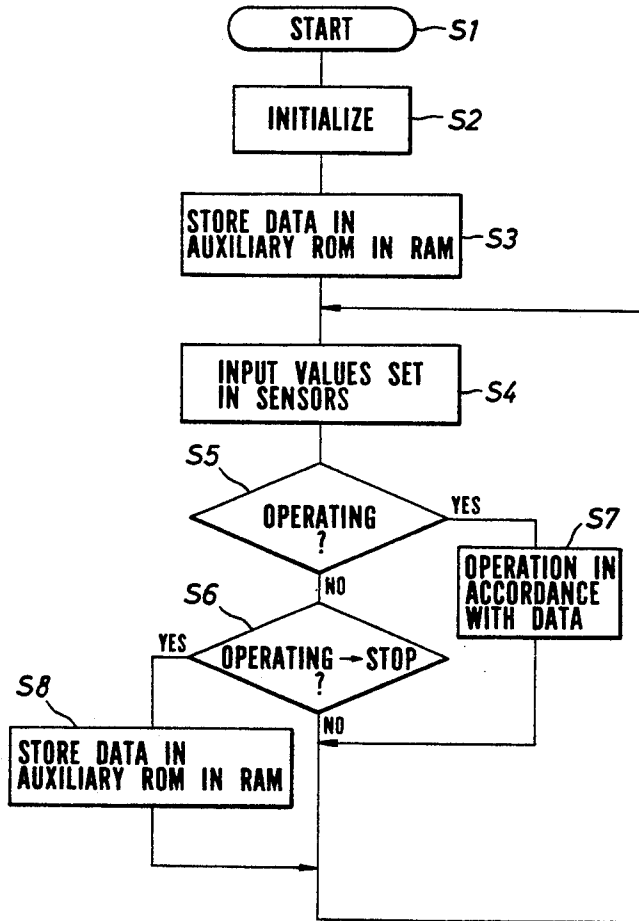 START
S1
INITIALIZE
S2
STORE DATA IN
AUXILIARY ROM IN RAM
S3
INPUT VALUES SET
IN SENSORS
S4
S5
OPERATING
?
YES
NO
S7
OPERATION IN
ACCORDANCE
WITH DATA
S6
OPERATING→STOP
?
YES
NO
S8
STORE DATA IN
AUXILIARY ROM IN RAM